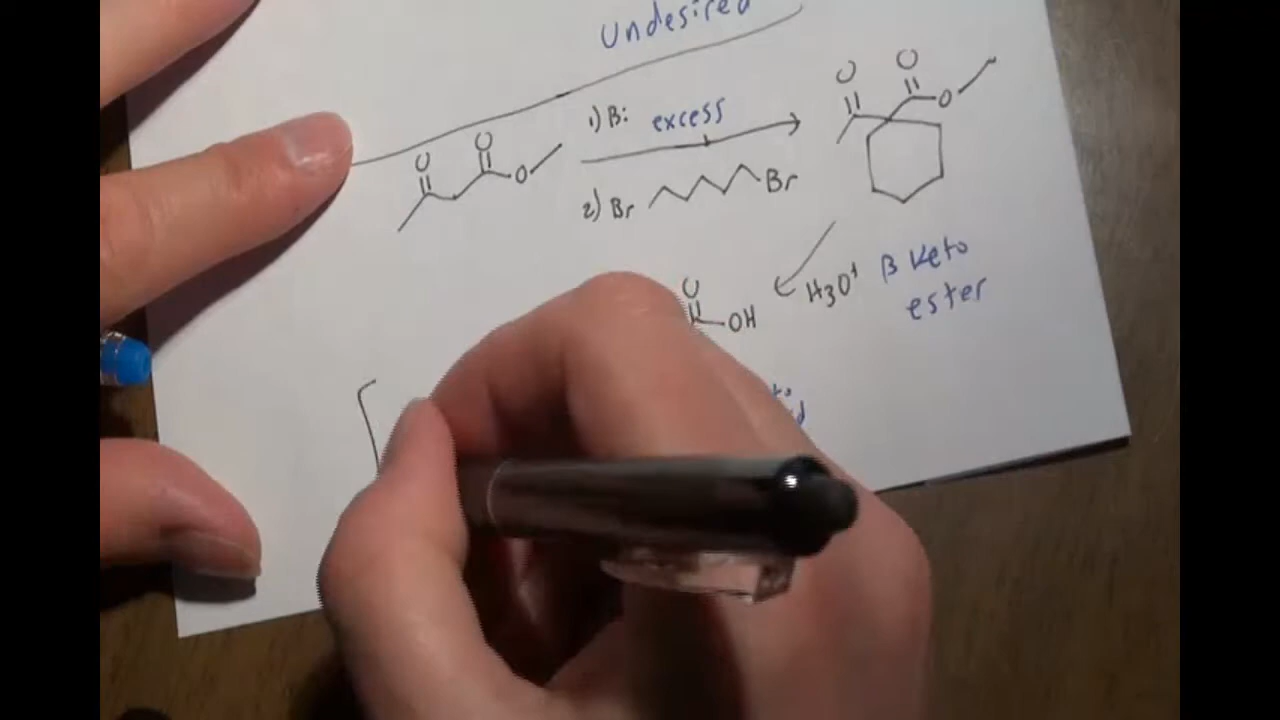 undesired
O O
O
1) B: excess
2) Br Br
O O
O
H3O+
β keto
ester
O
OH